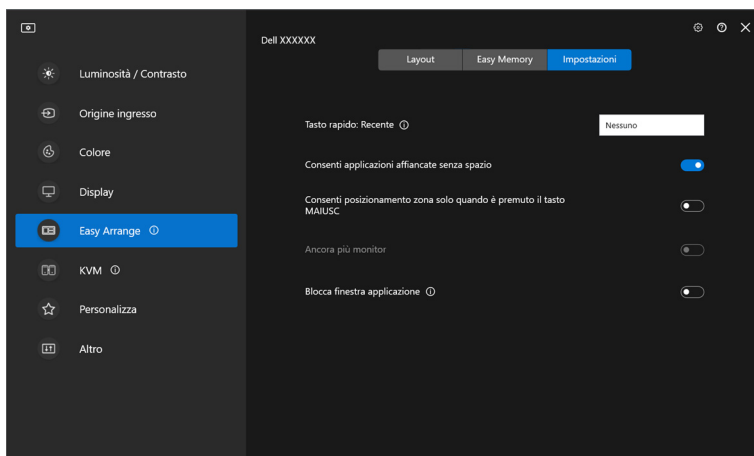 Dell XXXXXX
Layout
Easy Memory
Impostazioni
Luminosità / Contrasto
Origine ingresso
Colore
Display
Easy Arrange
KVM
Personalizza
Altro
Tasto rapido: Recente
Nessuno
Consenti applicazioni affiancate senza spazio
Consenti posizionamento zona solo quando è premuto il tasto
MAIUSC
Ancora più monitor
Blocca finestra applicazione